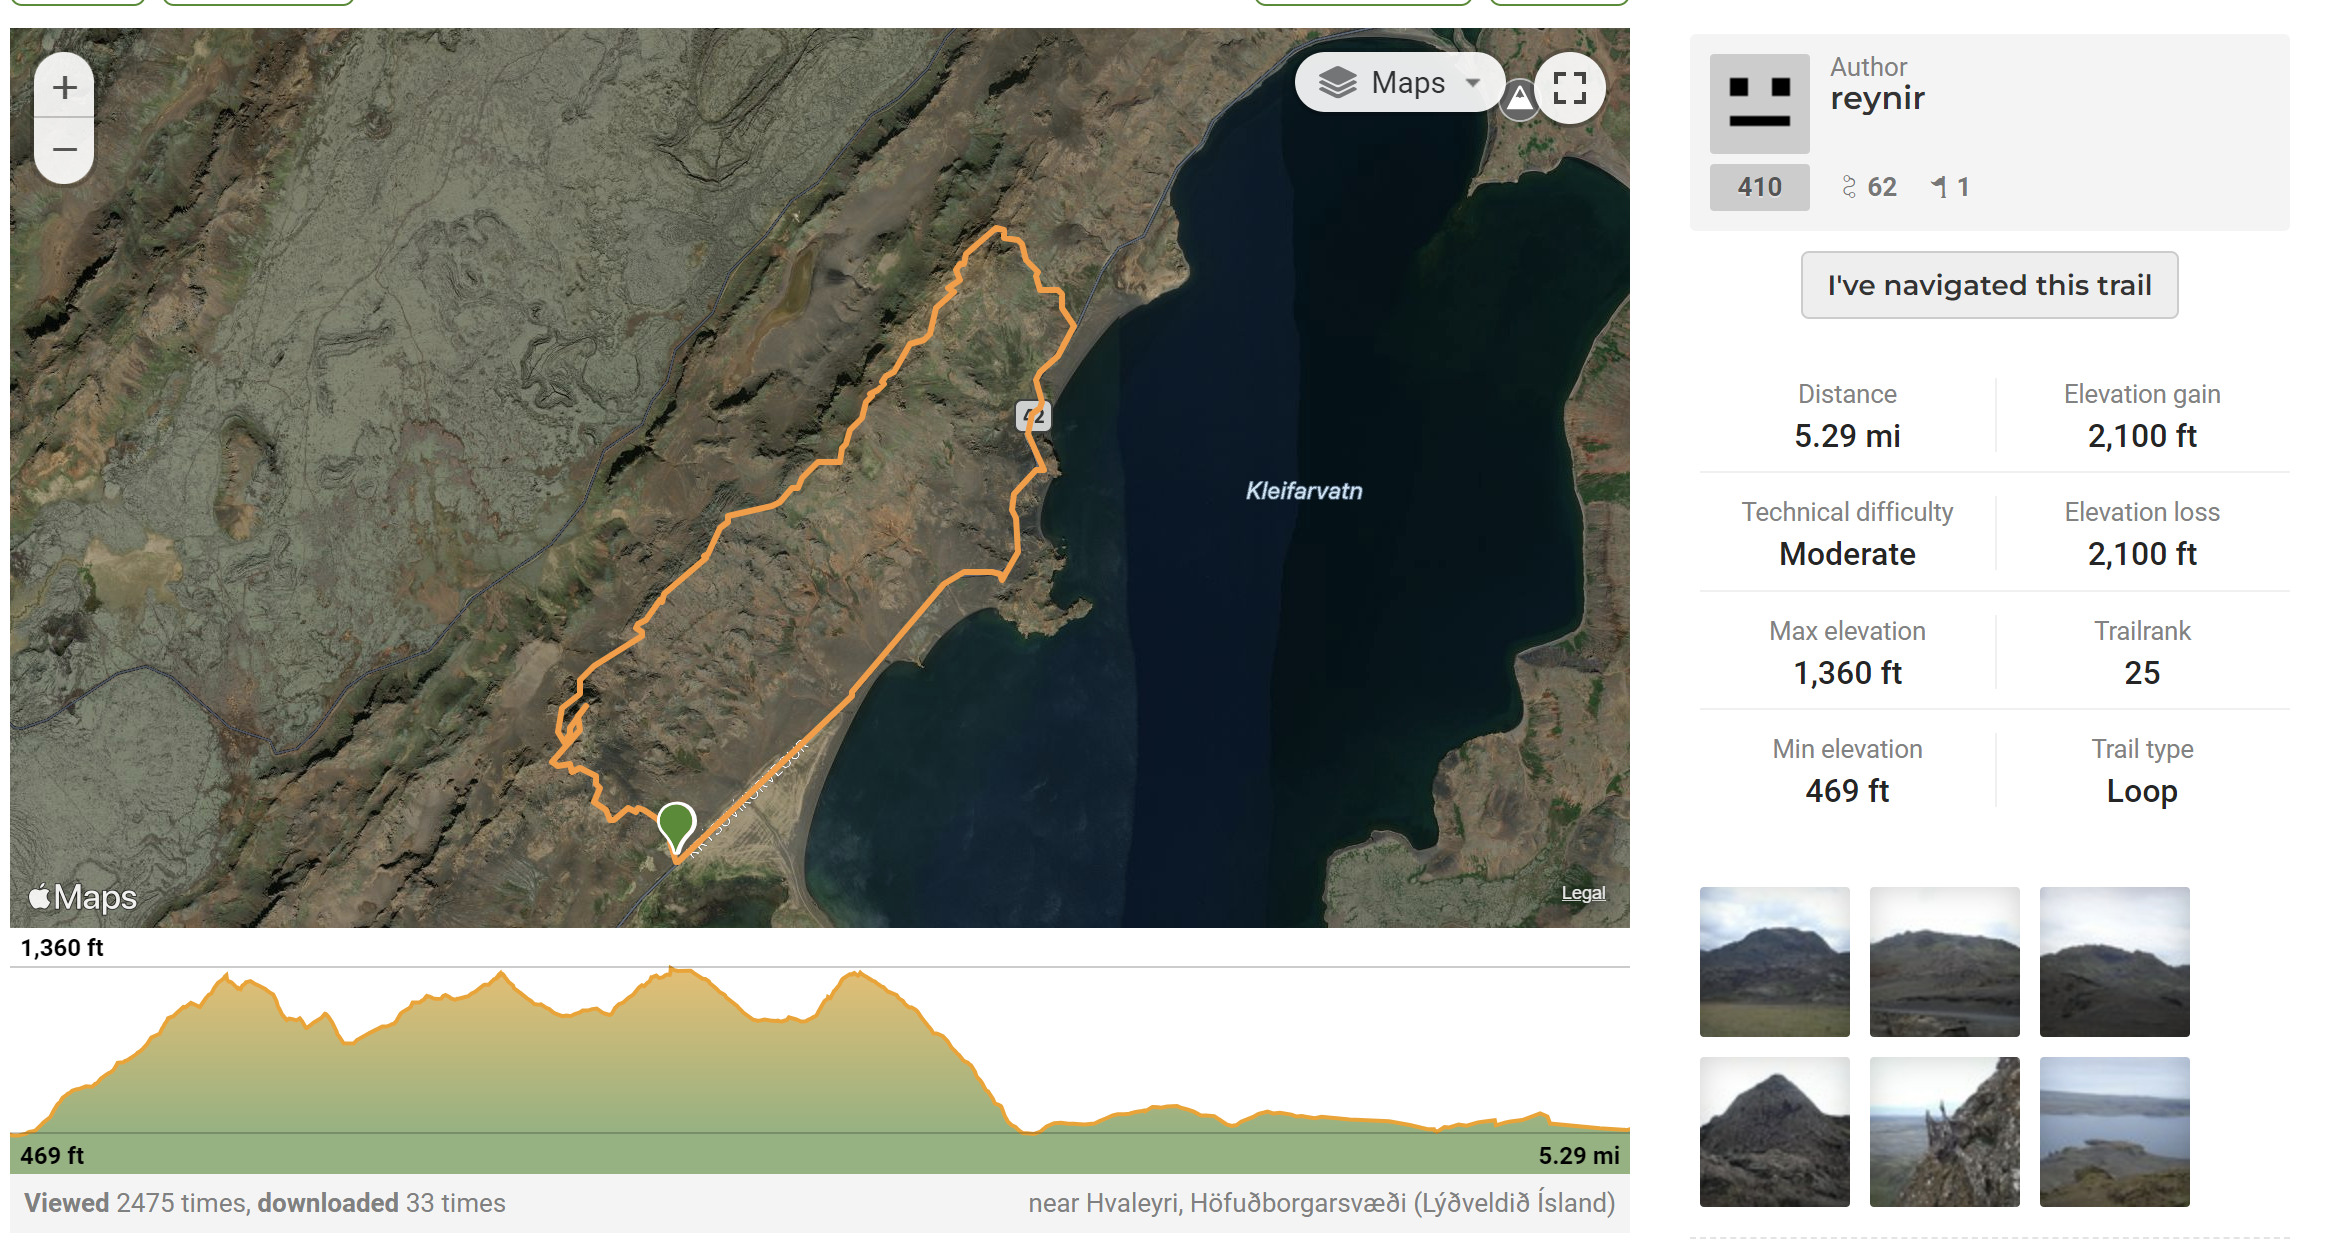 +
−
Maps
42
Kleifarvatn
KRÝSUVÍKURVEGUR
Maps
Legal
1,360 ft
469 ft
5.29 mi
Viewed 2475 times, downloaded 33 times
near Hvaleyri, Höfuðborgarsvæði (Lýðveldið Ísland)
Author
reynir
410
62
1
I've navigated this trail
Distance
5.29 mi
Elevation gain
2,100 ft
Technical difficulty
Moderate
Elevation loss
2,100 ft
Max elevation
1,360 ft
Trailrank
25
Min elevation
469 ft
Trail type
Loop